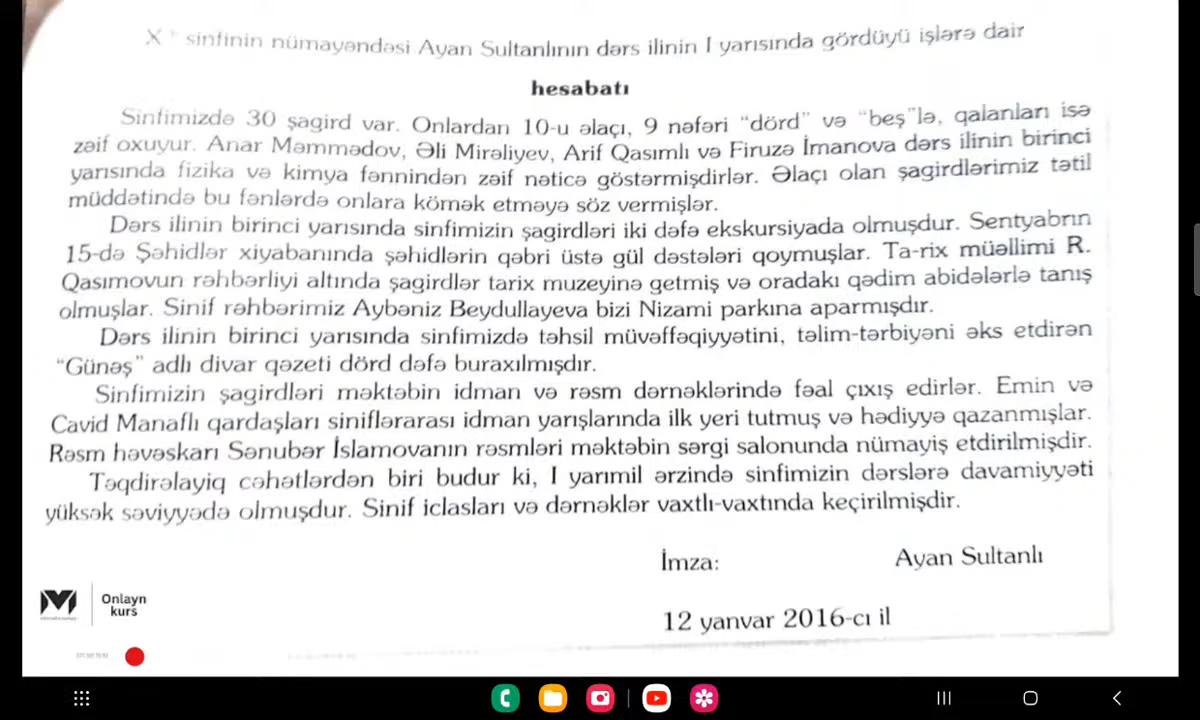 X sinfinin nümayəndəsi Ayan Sultanlının dərs ilinin I yarısında gördüyü işlərə dair
hesabatı
Sinfimizdə 30 şagird var. Onlardan 10-u əlaçı, 9 nəfəri “dörd” və “beş”lə, qalanları isə
zəif oxuyur. Anar Məmmədov, Əli Mirəliyev, Arif Qasımlı və Firuzə İmanova dərs ilinin birinci
yarısında fizika və kimya fənnindən zəif nəticə göstərmişdirlər. Əlaçı olan şagirdlərimiz tətil
müddətində bu fənlərdə onlara kömək etməyə söz vermişlər.
Dərs ilinin birinci yarısında sinfimizin şagirdləri iki dəfə ekskursiyada olmuşdur. Sentyabrın
15-də Şəhidlər xiyabanında şəhidlərin qəbri üstə gül dəstələri qoymuşlar. Ta-rix müəllimi R.
Qasımovun rəhbərliyi altında şagirdlər tarix muzeyinə getmiş və oradakı qədim abidələrlə tanış
olmuşlar. Sinif rəhbərimiz Aybəniz Beydullayeva bizi Nizami parkına aparmışdır.
Dərs ilinin birinci yarısında sinfimizdə təhsil müvəffəqiyyətini, təlim-tərbiyəni əks etdirən
“Günəş” adlı divar qəzeti dörd dəfə buraxılmışdır.
Sinfimizin şagirdləri məktəbin idman və rəsm dərnəklərində fəal çıxış edirlər. Emin və
Cavid Manaflı qardaşları siniflərarası idman yarışlarında ilk yeri tutmuş və hədiyyə qazanmışlar.
Rəsm həvəskarı Sənubər İslamovanın rəsmləri məktəbin sərgi salonunda nümayiş etdirilmişdir.
Təqdirəlayiq cəhətlərdən biri budur ki, I yarımil ərzində sinfimizin dərslərə davamiyyəti
yüksək səviyyədə olmuşdur. Sinif iclasları və dərnəklər vaxtlı-vaxtında keçirilmişdir.
İmza: Ayan Sultanlı
12 yanvar 2016-cı il
Onlayn
kurs